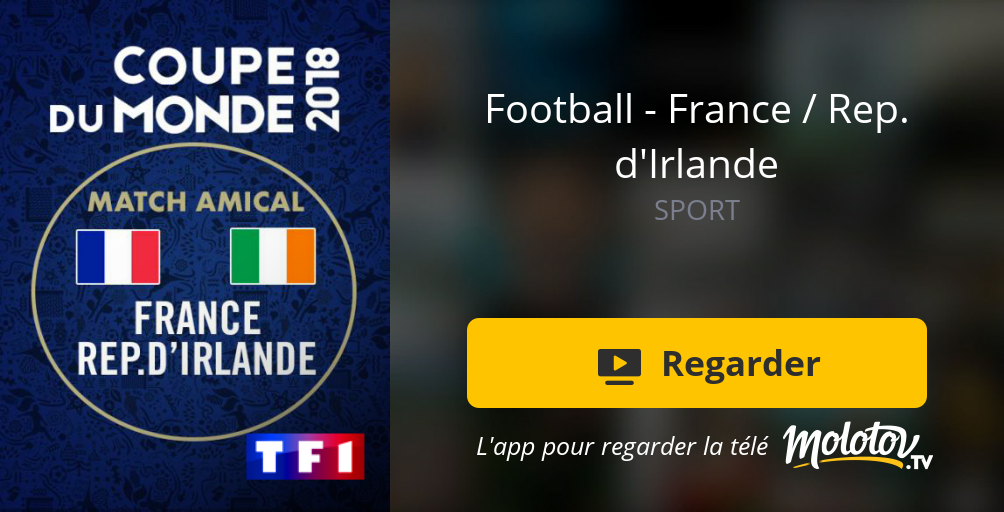 COUPE
DU MONDE
2018
MATCH AMICAL
FRANCE
REP.D'IRLANDE
TF1
Football - France / Rep.
d'Irlande
SPORT
Regarder
L'app pour regarder la télé molotov.TV